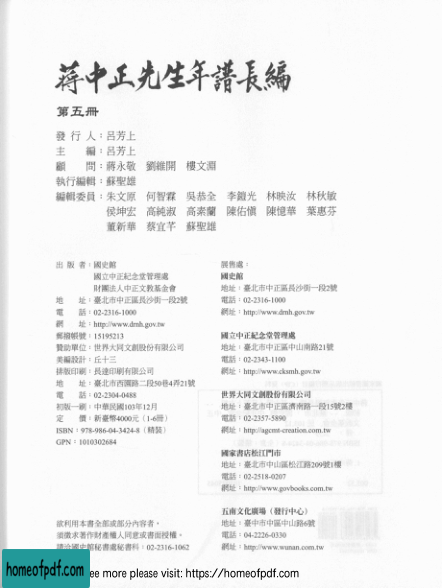 蔣中正先生年譜長編
第五冊
發行人：呂芳上
主編：呂芳上
顧問：蔣永敬 劉維開 樓文淵
執行編輯：蘇聖雄
編輯委員：朱文原 何智霖 吳恭全 李鎧光 林映汝 林秋敏
侯坤宏 高純淑 高素蘭 陳佑慎 陳憶華 葉惠芬
董新華 蔡宜芊 蘇聖雄
出版者：國史館
國立中正紀念堂管理處
財團法人中正文教基金會
地址：臺北市中正區長沙街一段2號
電話：02-2316-1000
網址：http://www.drnh.gov.tw
郵撥帳號：15195213
贊助單位：世界大同文創股份有限公司
美編設計：丘十三
排版印刷：長達印刷有限公司
地址：臺北市西園路二段50巷4弄21號
電話：02-2304-0488
初版一刷：中華民國103年12月
定價：新臺幣4000元（1-6冊）
ISBN：978-986-04-3424-8（精裝）
GPN：1010302684
欲利用本書全部或部分內容者，
須徵求著作財產權人同意或書面授權。
請洽國史館秘書處秘書科：02-2316-1062
展售處：
國史館
地址：臺北市中正區長沙街一段2號
電話：02-2316-1000
網址：http://www.drnh.gov.tw
國立中正紀念堂管理處
地址：臺北市中正區中山南路21號
電話：02-2343-1100
網址：http://www.cksmh.gov.tw
世界大同文創股份有限公司
地址：臺北市中正區濟南路一段15號2樓
電話：02-2357-5890
網址：http://agcmt-creation.com.tw
國家書店松江門市
地址：臺北市中山區松江路209號1樓
電話：02-2518-0207
網址：http://www.govbooks.com.tw
五南文化廣場（發行中心）
地址：臺中市中區中山路6號
電話：04-2226-0330
網址：http://www.wunan.com.tw
homeofpdf.com
ee more please visit: https://homeofpdf.com